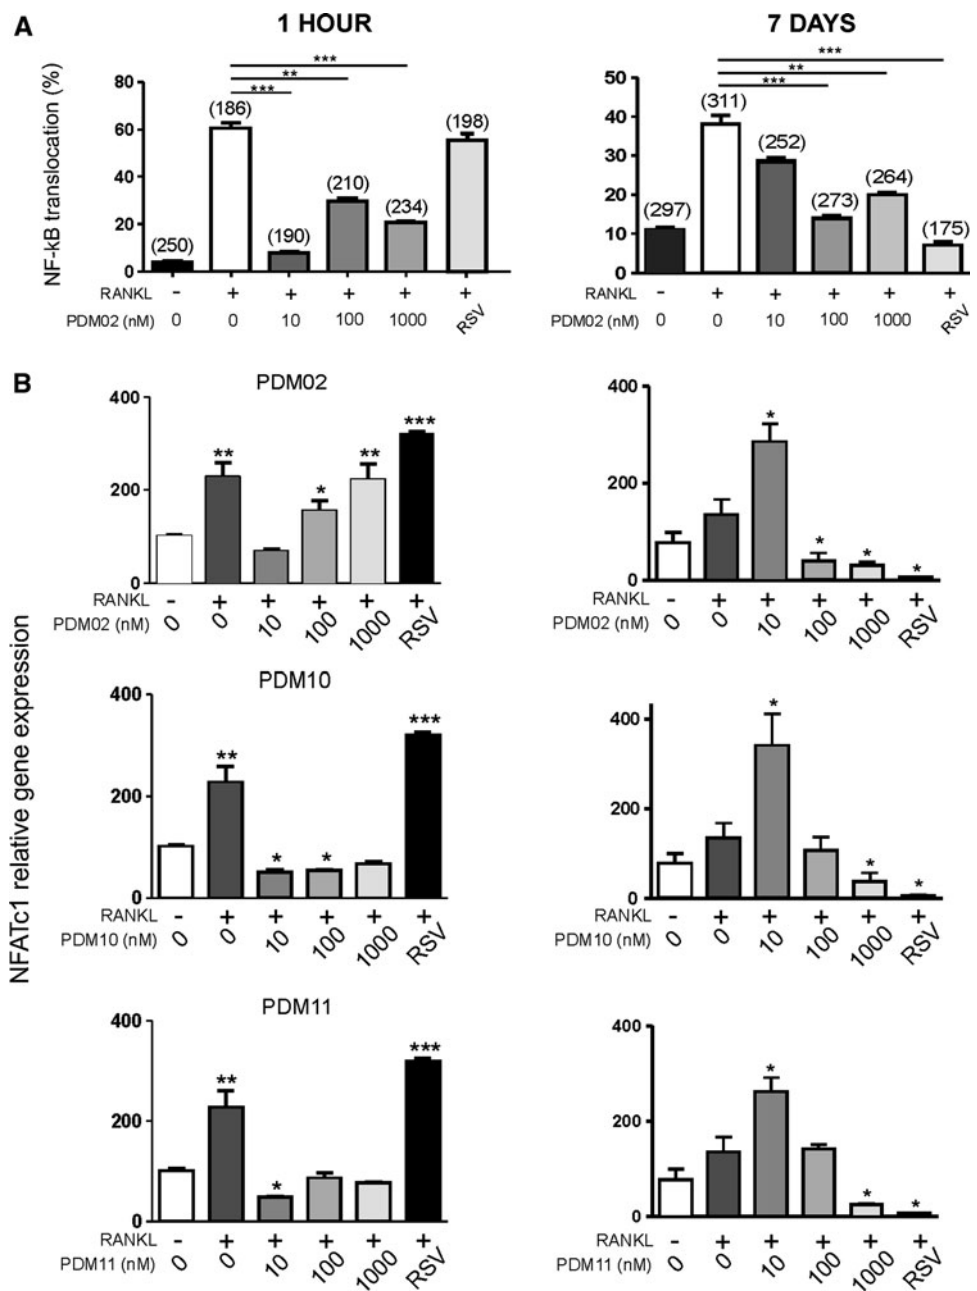 A
1 HOUR
7 DAYS
NF-kB translocation (%)
80
60
40
20
0
***
**
***
(250)
(186)
(190)
(210)
(234)
(198)
RANKL - + + + + +
PDM02 (nM) 0 0 10 100 1000 RSV
50
40
30
20
10
0
***
**
***
(297)
(311)
(252)
(273)
(264)
(175)
RANKL - + + + + +
PDM02 (nM) 0 0 10 100 1000 RSV
B
NFATc1 relative gene expression
PDM02
400
200
0
** * ** ***
RANKL - + + + + +
PDM02 (nM) 0 0 10 100 1000 RSV
400
200
0
* * * *
RANKL - + + + + +
PDM02 (nM) 0 0 10 100 1000 RSV
PDM10
400
200
0
** * * ***
RANKL - + + + + +
PDM10 (nM) 0 0 10 100 1000 RSV
400
200
0
* * *
RANKL - + + + + +
PDM10 (nM) 0 0 10 100 1000 RSV
PDM11
400
200
0
** * ***
RANKL - + + + + +
PDM11 (nM) 0 0 10 100 1000 RSV
400
200
0
* * *
RANKL - + + + + +
PDM11 (nM) 0 0 10 100 1000 RSV